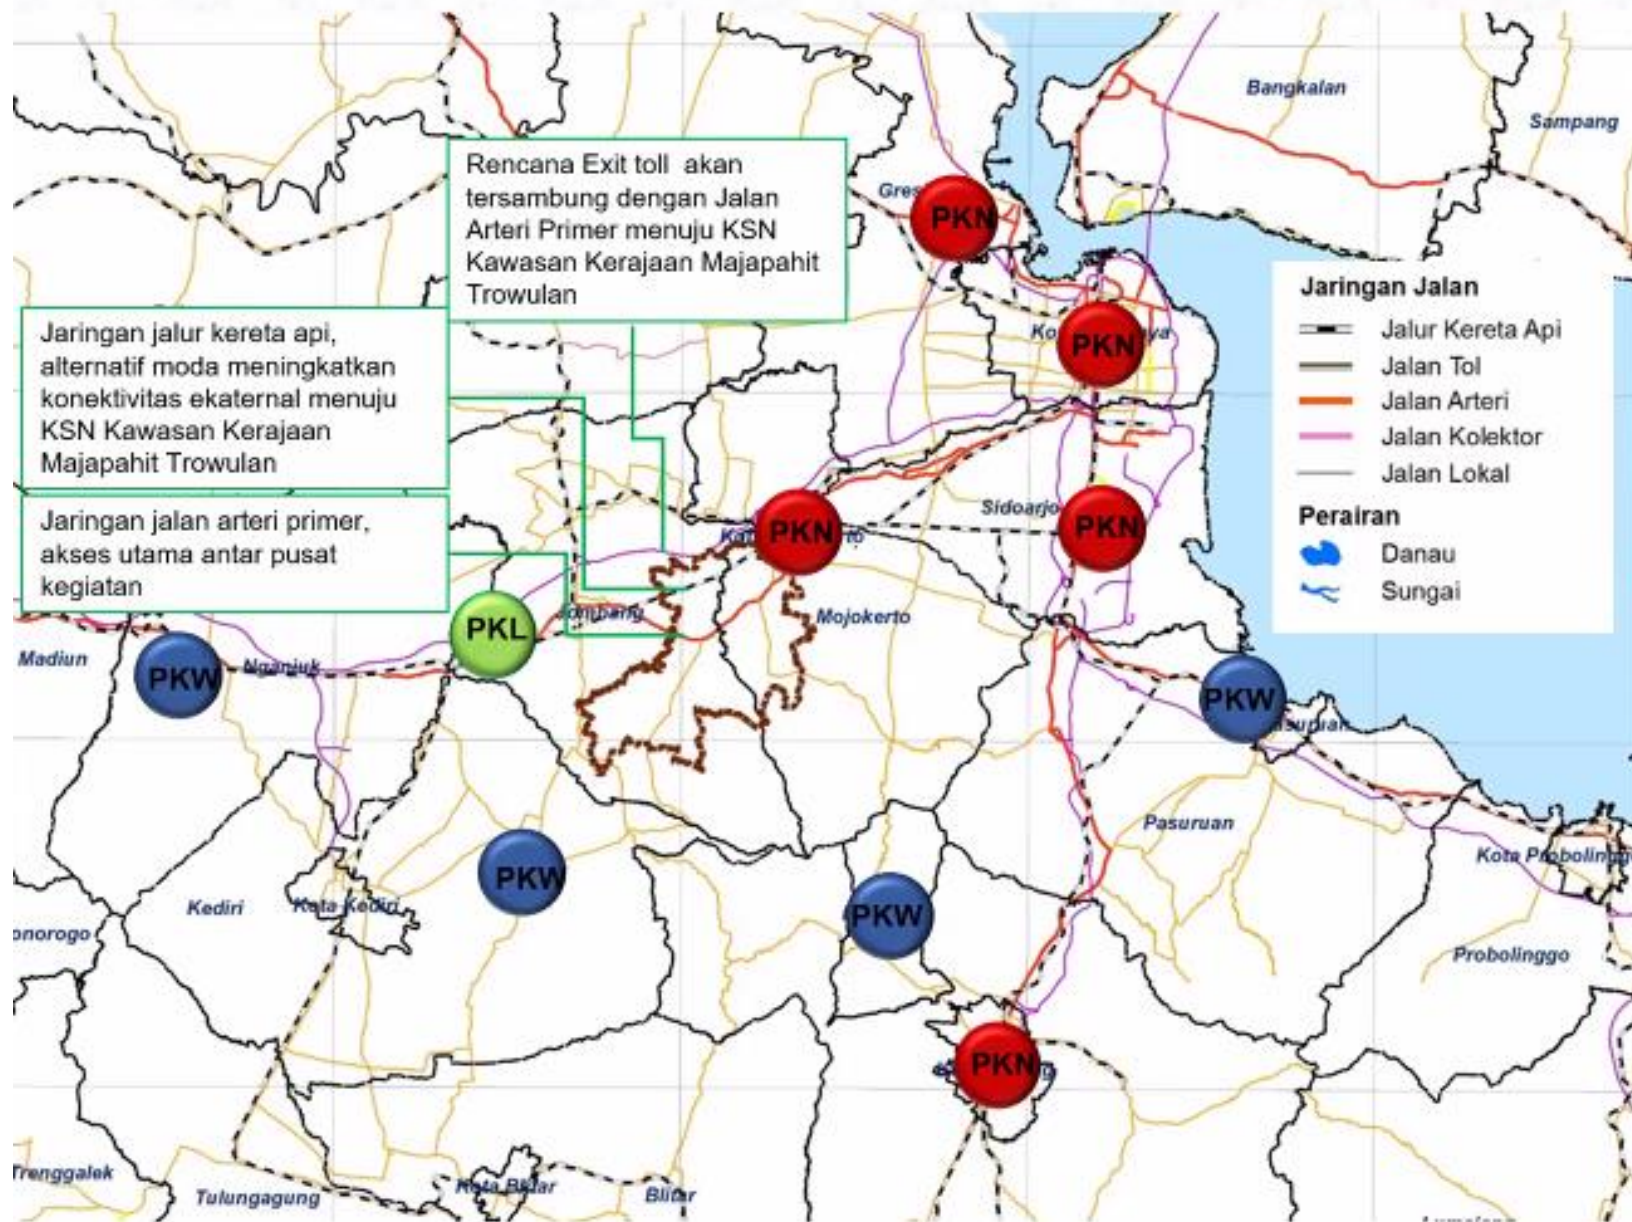 Bangkalan
Sampang
Rencana Exit toll akan
tersambung dengan Jalan
Arteri Primer menuju KSN
Kawasan Kerajaan Majapahit
Trowulan
PKN
Jaringan jalur kereta api,
alternatif moda meningkatkan
konektivitas ekaternal menuju
KSN Kawasan Kerajaan
Majapahit Trowulan
PKN
Jaringan Jalan
Jalur Kereta Api
Jalan Tol
Jalan Arteri
Jalan Kolektor
Jalan Lokal
Perairan
Danau
Sungai
Jaringan jalan arteri primer,
akses utama antar pusat
kegiatan
PKN
Sidoarjo
PKN
Jombang
Mojokerto
PKL
Madiun
PKW
Nganjuk
PKW
Pasuruan
Kota Probolinggo
PKW
Kediri
Kota Kediri
PKW
onorogo
Probolinggo
PKN
Trenggalek
Tulungagung
Kota Blitar
Blitar